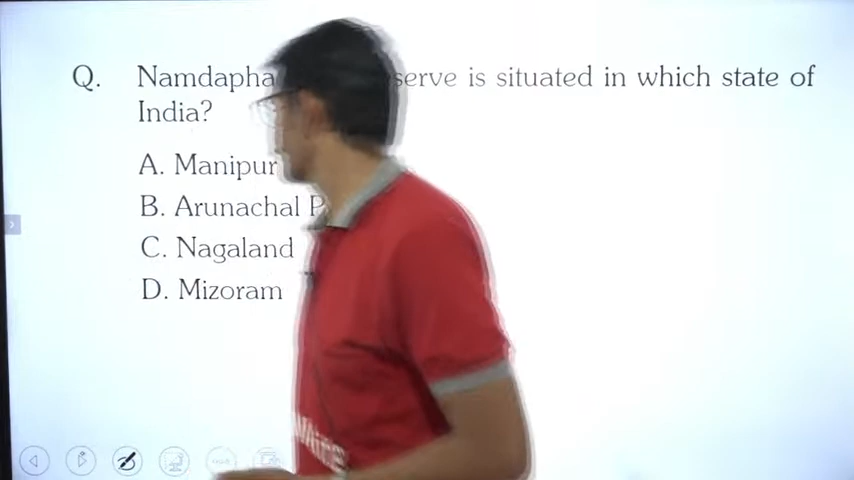 Q. Namdapha serve is situated in which state of
India?
A. Manipur
B. Arunachal P
C. Nagaland
D. Mizoram